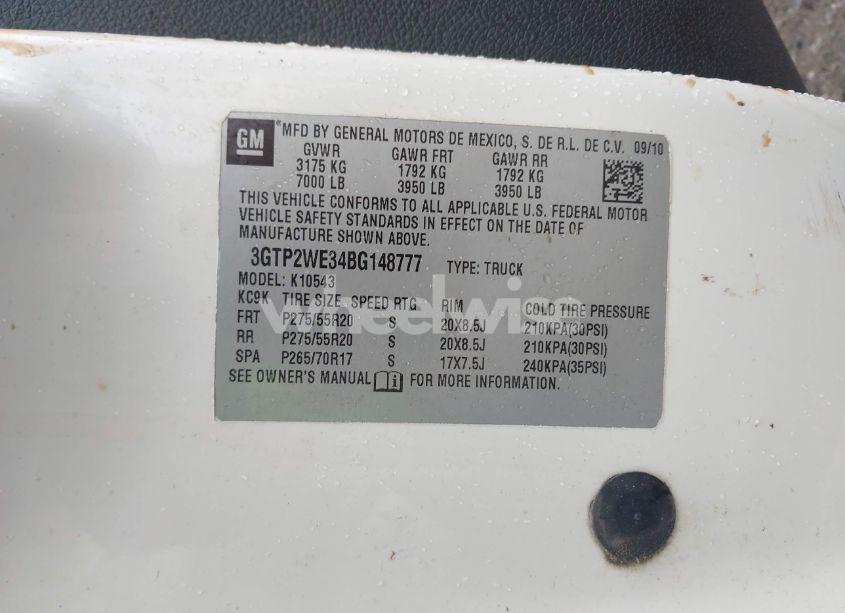 GM *MFD BY GENERAL MOTORS DE MEXICO, S. DE R.L. DE C.V. 09/10
GVWR GAWR FRT GAWR RR
3175 KG 1792 KG 1792 KG
7000 LB 3950 LB 3950 LB
THIS VEHICLE CONFORMS TO ALL APPLICABLE U.S. FEDERAL MOTOR
VEHICLE SAFETY STANDARDS IN EFFECT ON THE DATE OF
MANUFACTURE SHOWN ABOVE.
3GTP2WE34BG148777 TYPE: TRUCK
MODEL: K10543
KC9K TIRE SIZE SPEED RTG RIM COLD TIRE PRESSURE
FRT P275/55R20 S 20X8.5J 210KPA(30PSI)
RR P275/55R20 S 20X8.5J 210KPA(30PSI)
SPA P265/70R17 S 17X7.5J 240KPA(35PSI)
SEE OWNER'S MANUAL FOR MORE INFORMATION.
wheelwin